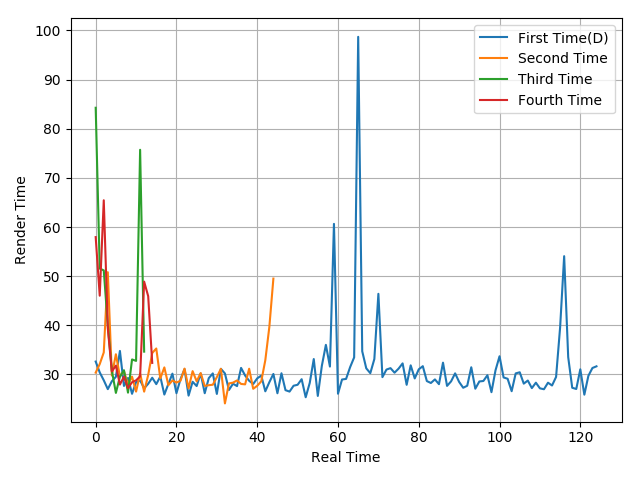 100
90
80
70
60
50
40
30
0
20
40
60
80
100
120
Render Time
Real Time
First Time(D)
Second Time
Third Time
Fourth Time